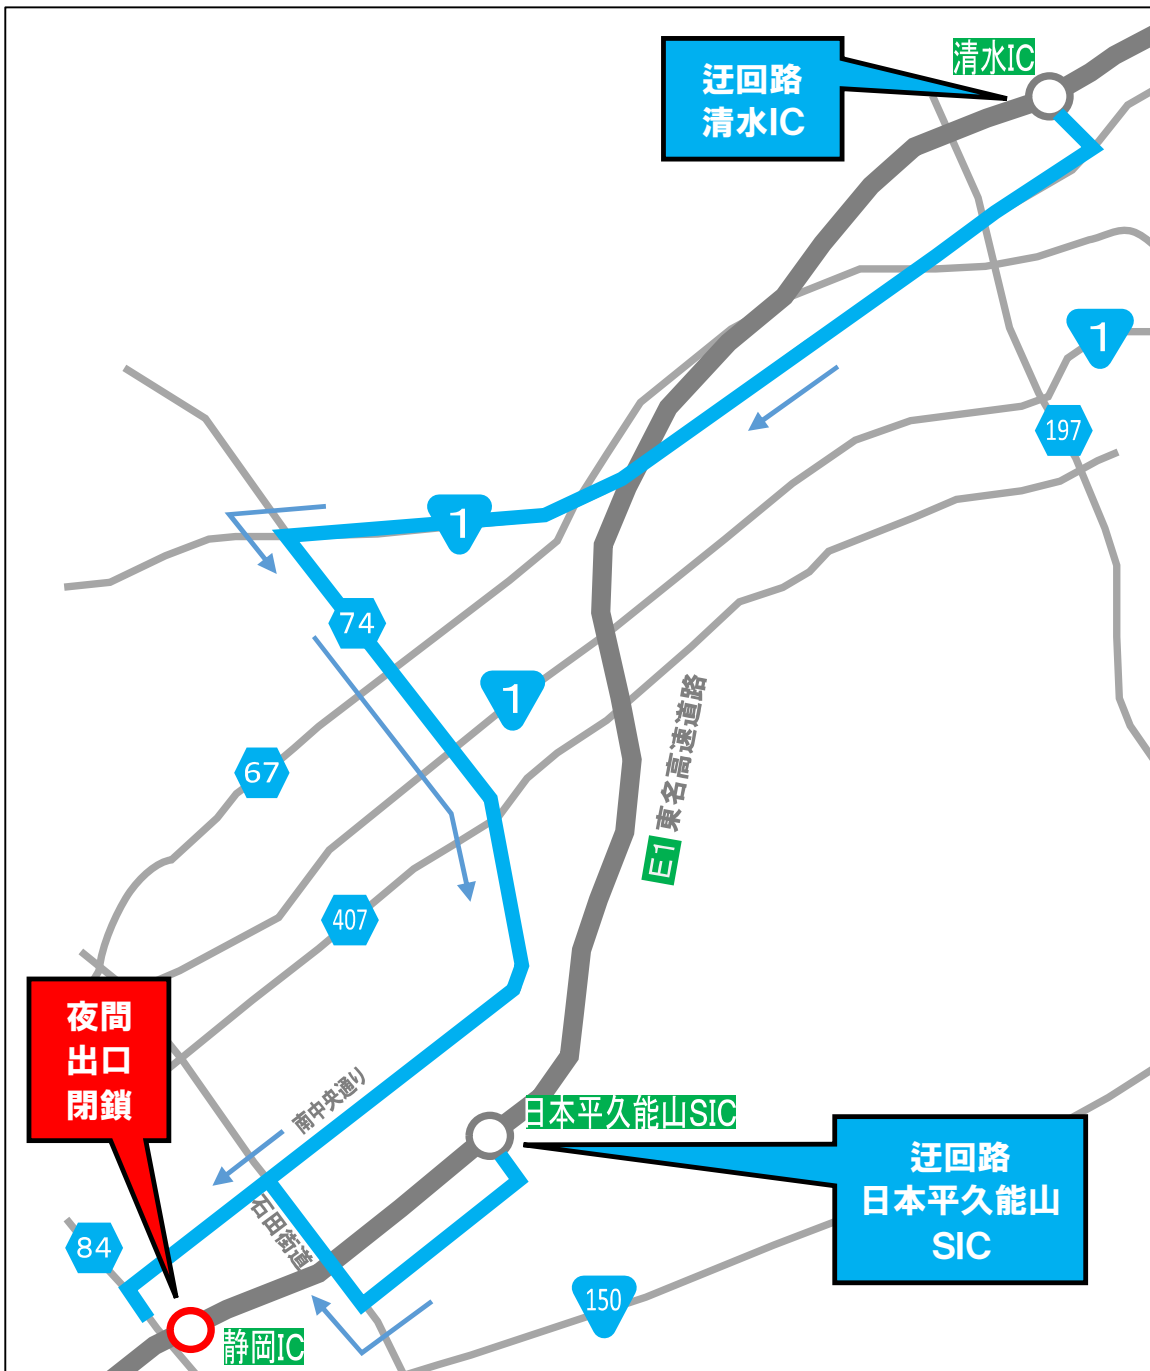 清水IC
迂回路
清水IC
1
197
1
74
1
東名高速道路
E1
67
407
夜間
出口
閉鎖
南中央通り
日本平久能山SIC
迂回路
日本平久能山
SIC
石田街道
84
150
静岡IC